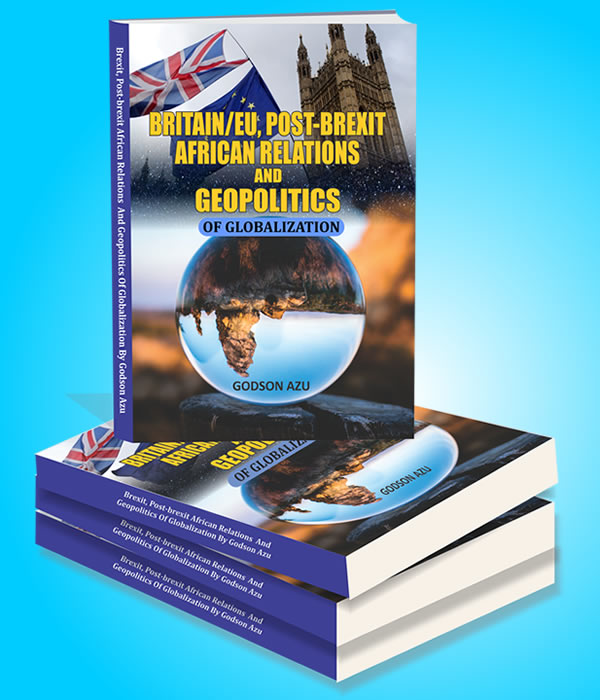 Brexit, Post-brexit African Relations And Geopolitics Of Globalization By Godson Azu
BRITAIN/EU, POST-BREXIT
AFRICAN RELATIONS
AND
GEOPOLITICS
OF GLOBALIZATION
GODSON AZU
BRITAIN
AFRICA
GEOPO
OF GLOBALIZATION
GODSON AZU
Brexit, Post-brexit African Relations And
Geopolitics Of Globalization By Godson Azu
Brexit, Post-brexit African Relations And
Geopolitics Of Globalization By Godson Azu
Brexit, Post-brexit African Relations And
Geopolitics Of Globalization By Godson Azu